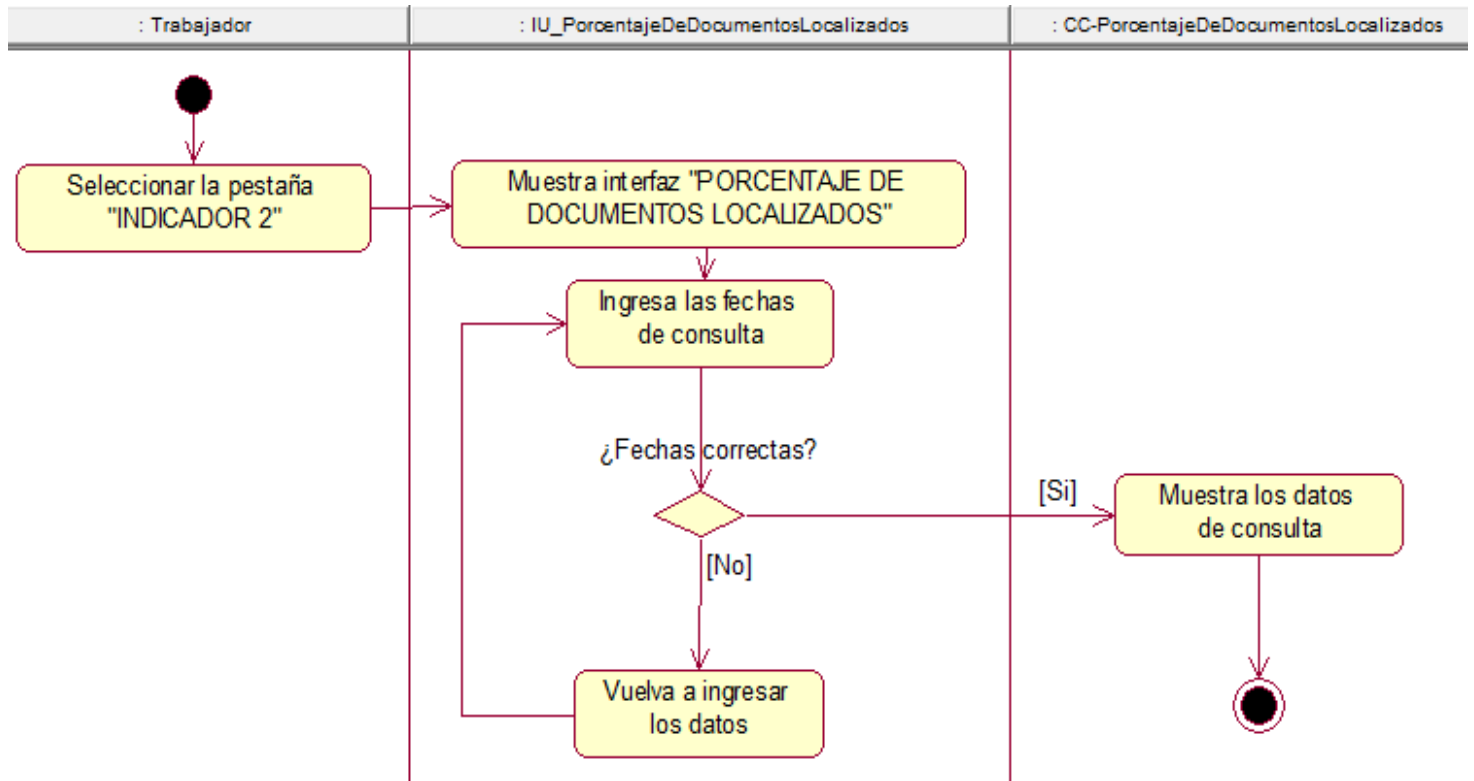 : Trabajador
: IU_PorcentajeDeDocumentosLocalizados
: CC-PorcentajeDeDocumentosLocalizados
Seleccionar la pestaña
"INDICADOR 2"
Muestra interfaz "PORCENTAJE DE
DOCUMENTOS LOCALIZADOS"
Ingresa las fechas
de consulta
¿Fechas correctas?
[Si]
Muestra los datos
de consulta
[No]
Vuelva a ingresar
los datos